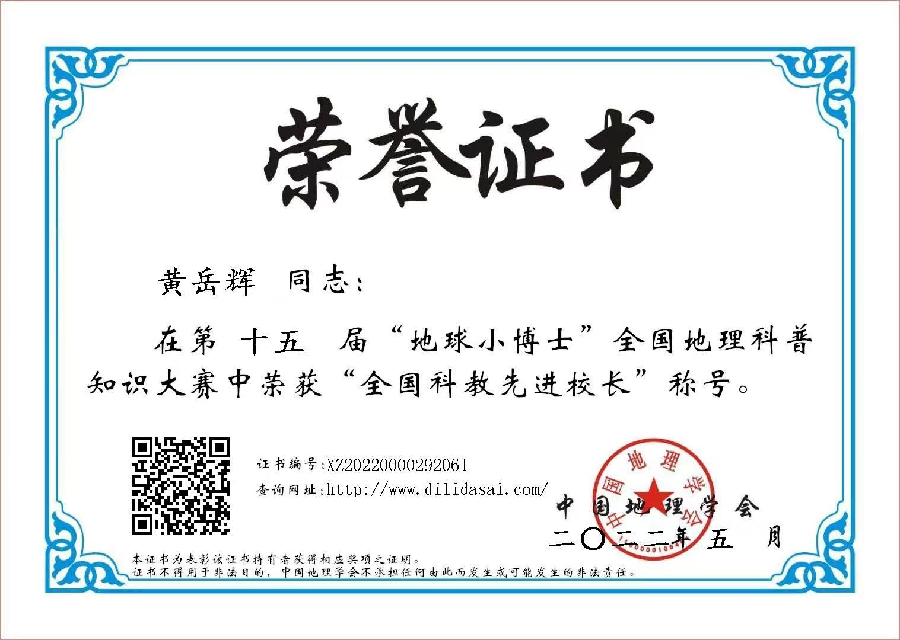 荣誉证书
黄岳辉 同志：
在第 十五 届“地球小博士”全国地理科普
知识大赛中荣获“全国科教先进校长”称号。
证书编号:XZ20220000292061
查询网址:http://www.dilidasai.com/
中国地理学会
中国地理学会
二〇二二年 五 月
本证书为表彰该证书持有者获得相应奖项之证明。
证书不得用于非法目的，中国地理学会不承担任何由此而发生或可能发生的非法责任。